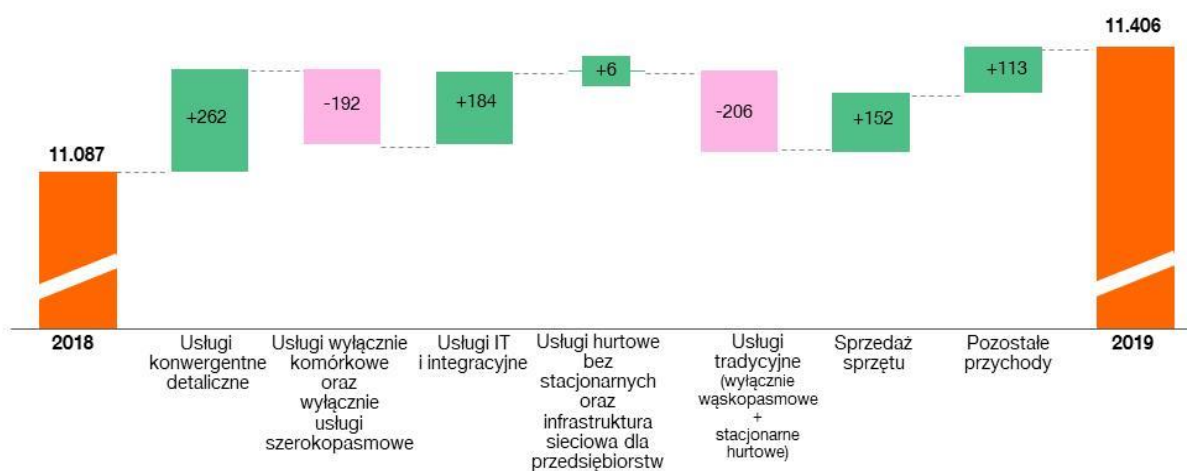 11.087
+262
-192
+184
+6
-206
+152
+113
11.406
2018
Usługi
konwergentne
detaliczne
Usługi wyłącznie
komórkowe
oraz
wyłącznie
usługi
szerokopasmowe
Usługi IT
i integracyjne
Usługi hurtowe
bez
stacjonarnych
oraz
infrastruktura
sieciowa dla
przedsiębiorstw
Usługi
tradycyjne
(wyłącznie
wąskopasmowe
+
stacjonarne
hurtowe)
Sprzedaż
sprzętu
Pozostałe
przychody
2019